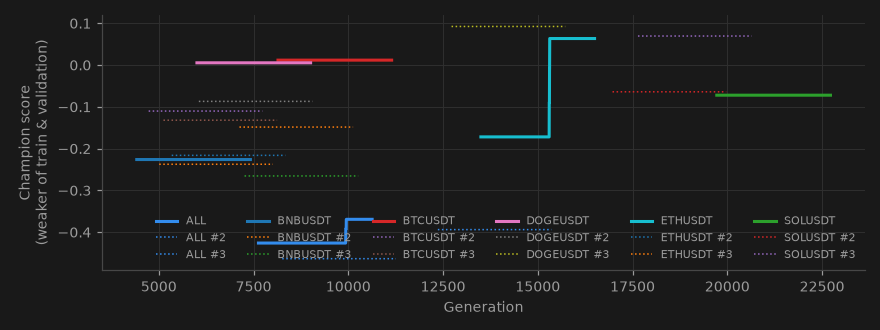 Champion score
(weaker of train & validation)
0.1
0.0
−0.1
−0.2
−0.3
−0.4
ALL BNBUSDT BTCUSDT DOGEUSDT ETHUSDT SOLUSDT
ALL #2 BNBUSDT #2 BTCUSDT #2 DOGEUSDT #2 ETHUSDT #2 SOLUSDT #2
ALL #3 BNBUSDT #3 BTCUSDT #3 DOGEUSDT #3 ETHUSDT #3 SOLUSDT #3
5000 7500 10000 12500 15000 17500 20000 22500
Generation